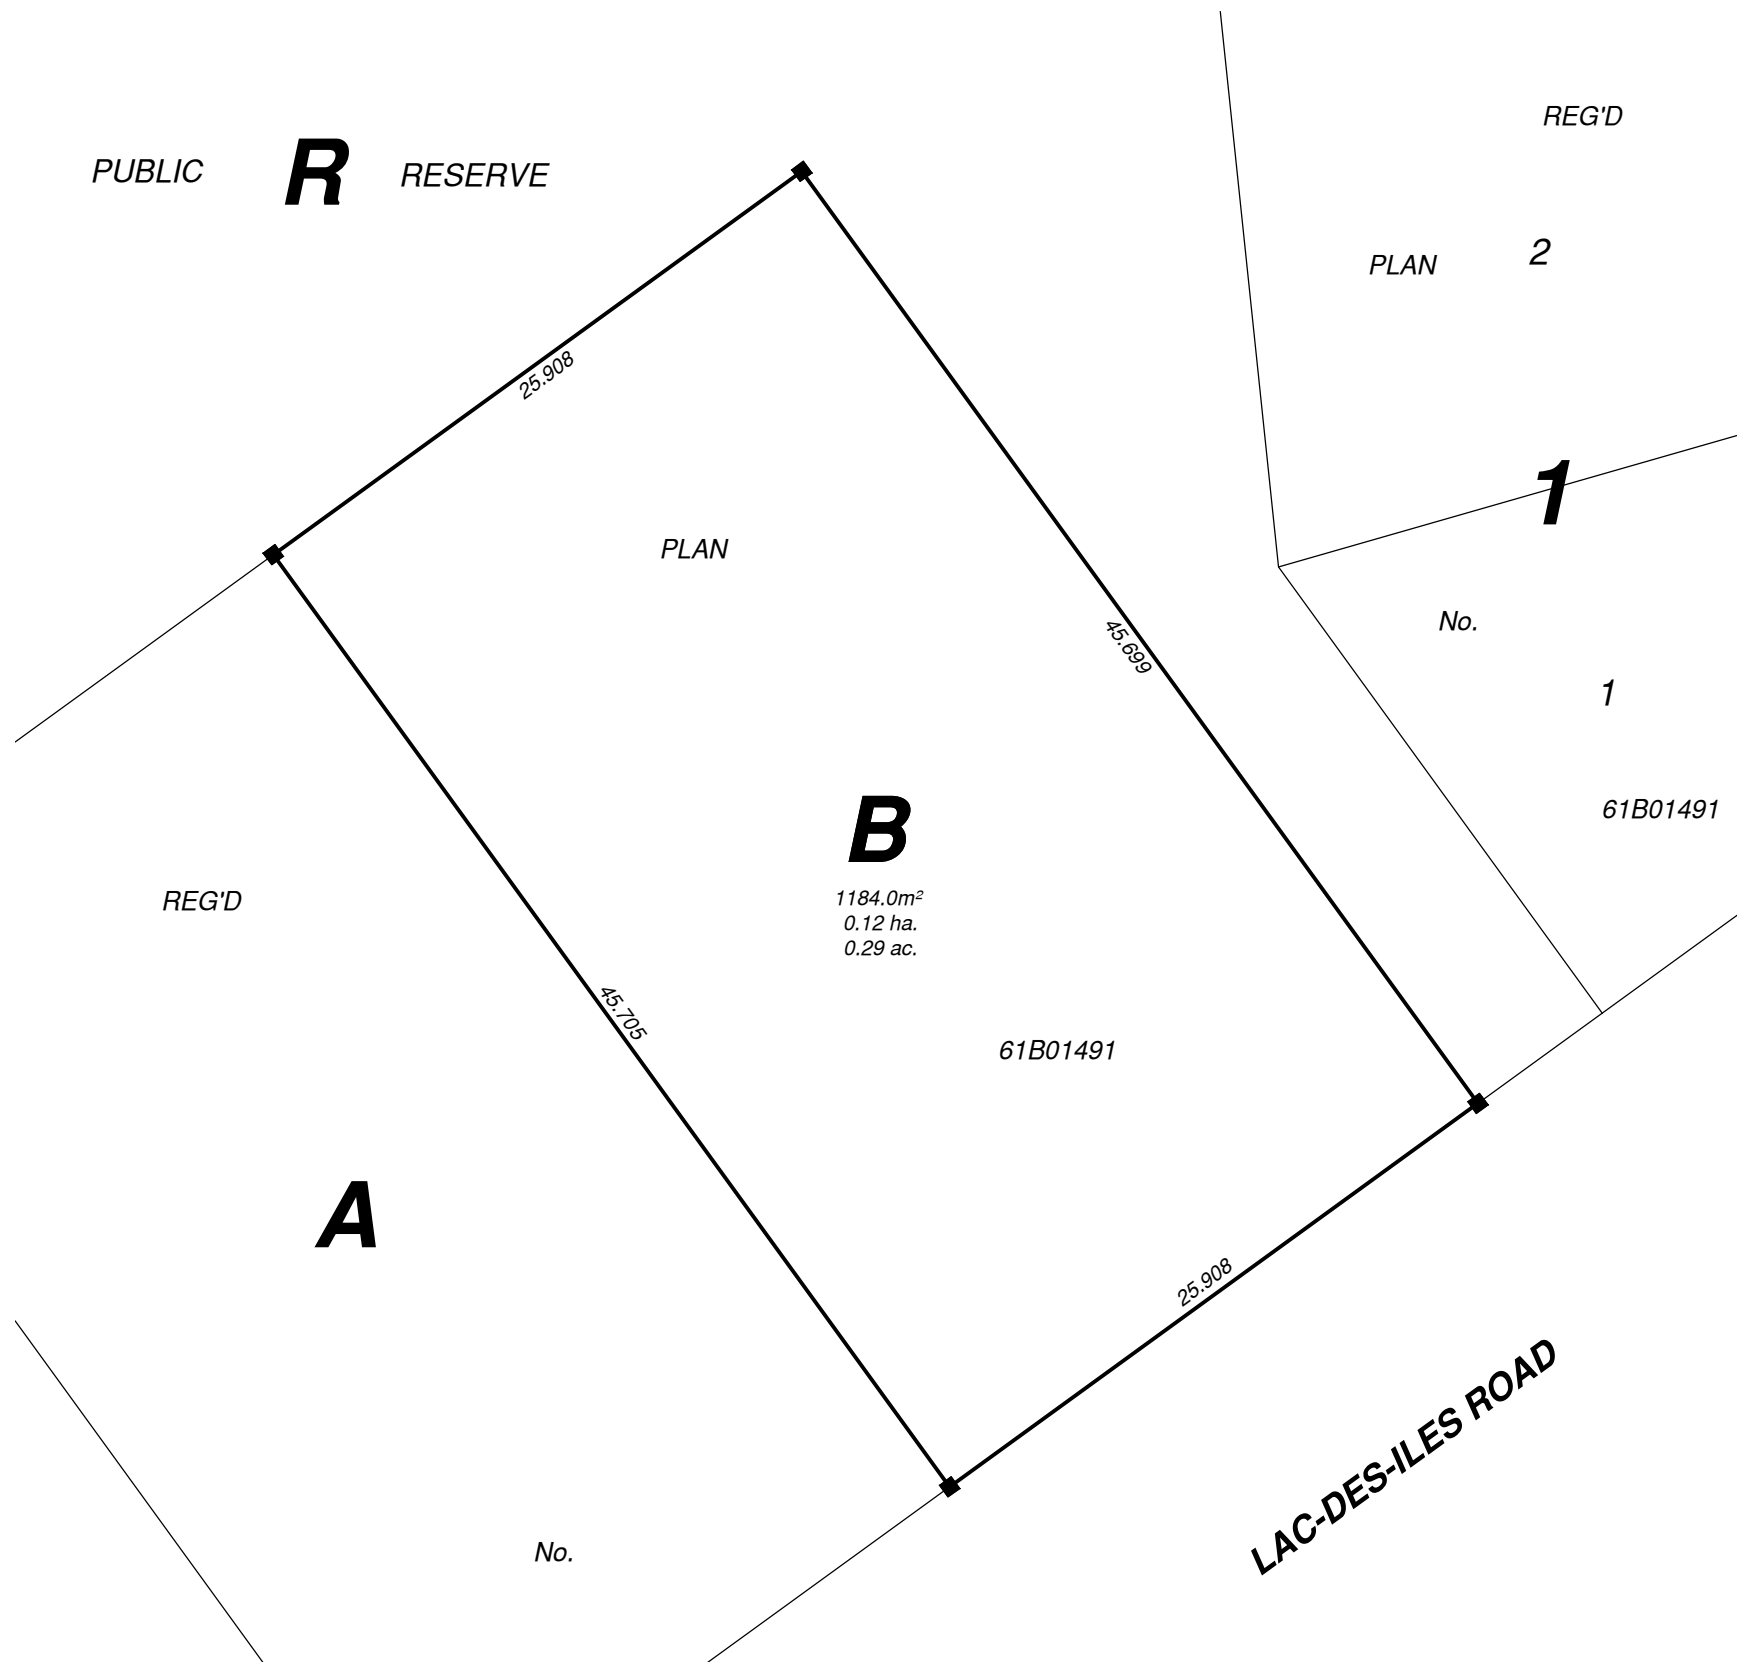 REG'D
PUBLIC R RESERVE
PLAN 2
25.908
1
PLAN
No.
45.699
1
61B01491
B
1184.0m²
0.12 ha.
0.29 ac.
REG'D
45.705
61B01491
A
25.908
LAC-DES-ILES ROAD
No.